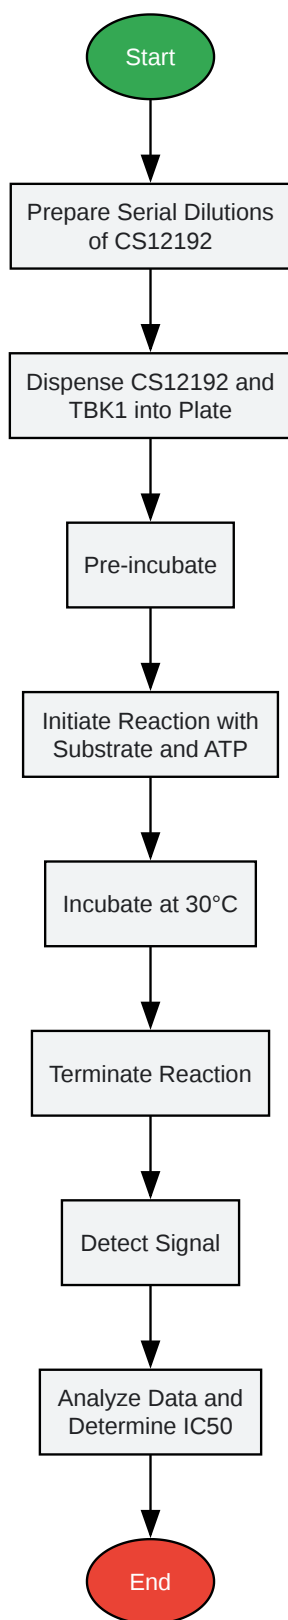 Start
Prepare Serial Dilutions
of CS12192
Dispense CS12192 and
TBK1 into Plate
Pre-incubate
Initiate Reaction with
Substrate and ATP
Incubate at 30°C
Terminate Reaction
Detect Signal
Analyze Data and
Determine IC50
End